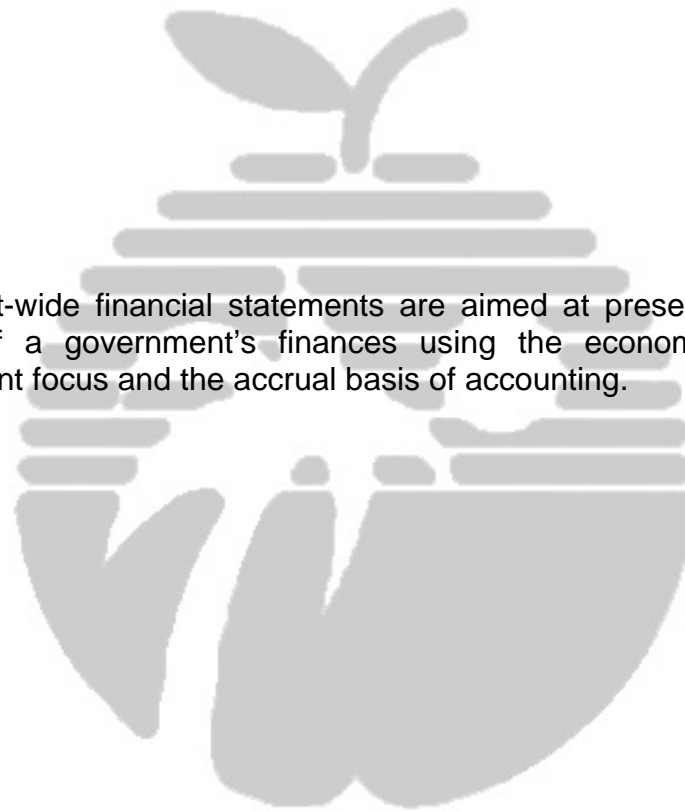 t-wide financial statements are aimed at prese
f a government’s finances using the econom
nt focus and the accrual basis of accounting.